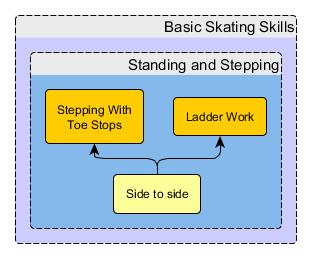 Basic Skating Skills
Standing and Stepping
Stepping With
Toe Stops
Ladder Work
Side to side